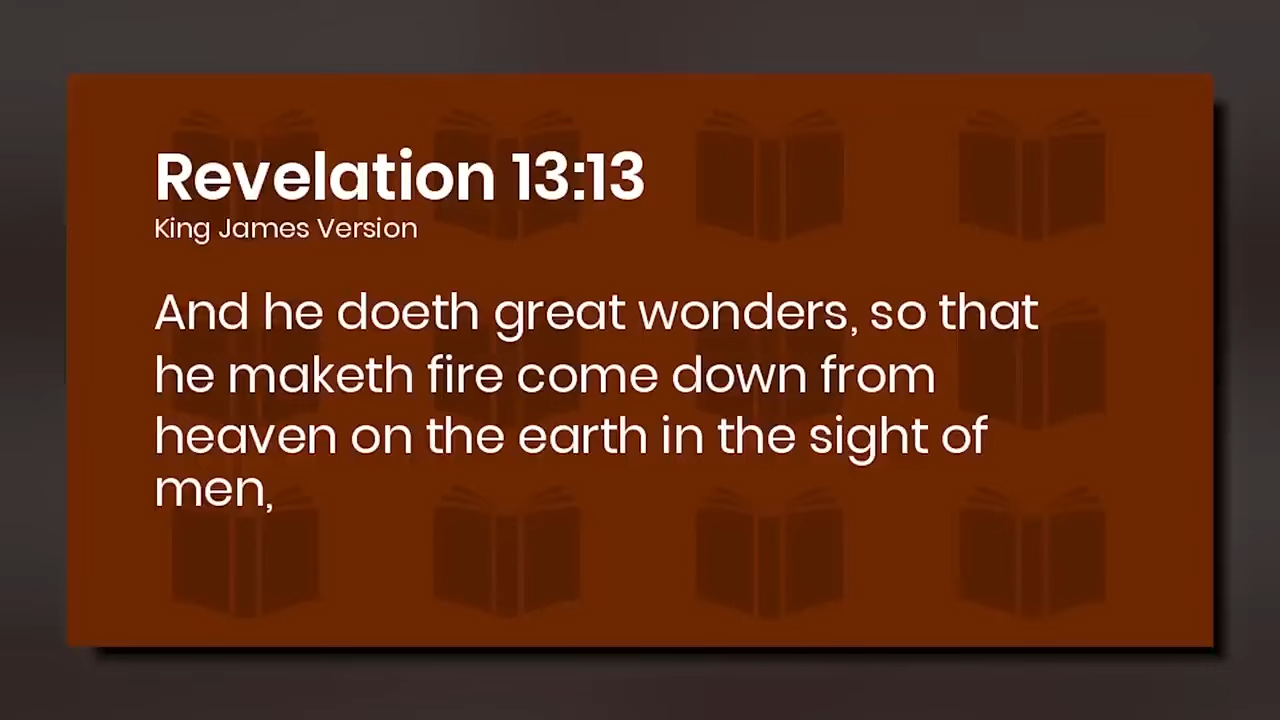 Revelation 13:13
King James Version
And he doeth great wonders, so that
he maketh fire come down from
heaven on the earth in the sight of
men,